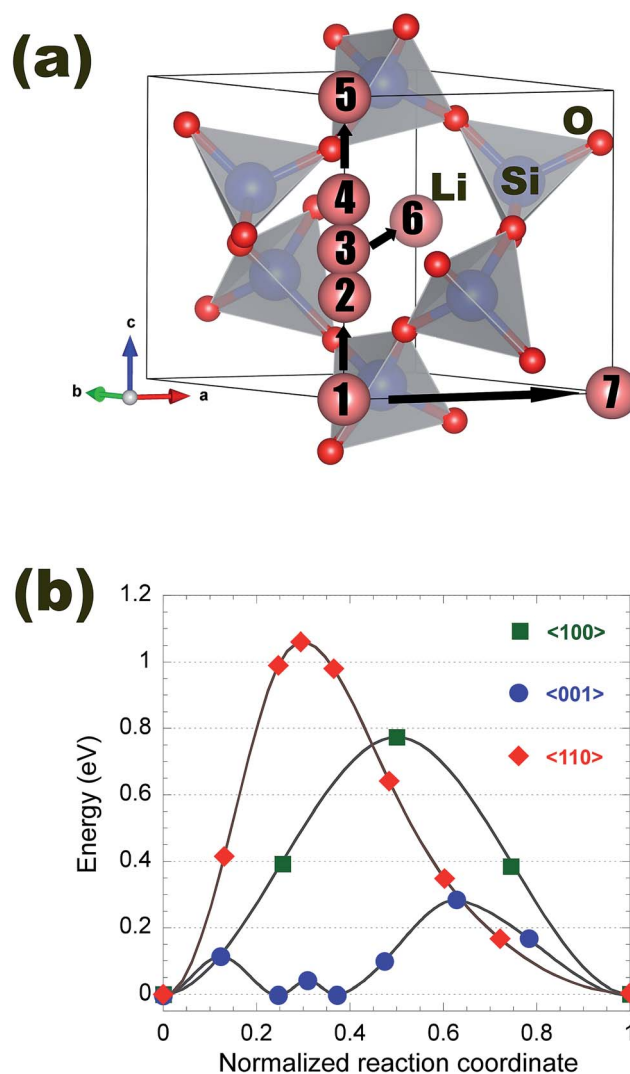 (a)
5
O
4
Li
Si
6
3
2
c
b
a
1
7
(b)
1.2
1
0.8
0.6
0.4
0.2
0
<100>
<001>
<110>
Energy (eV)
0 0.2 0.4 0.6 0.8 1
Normalized reaction coordinate